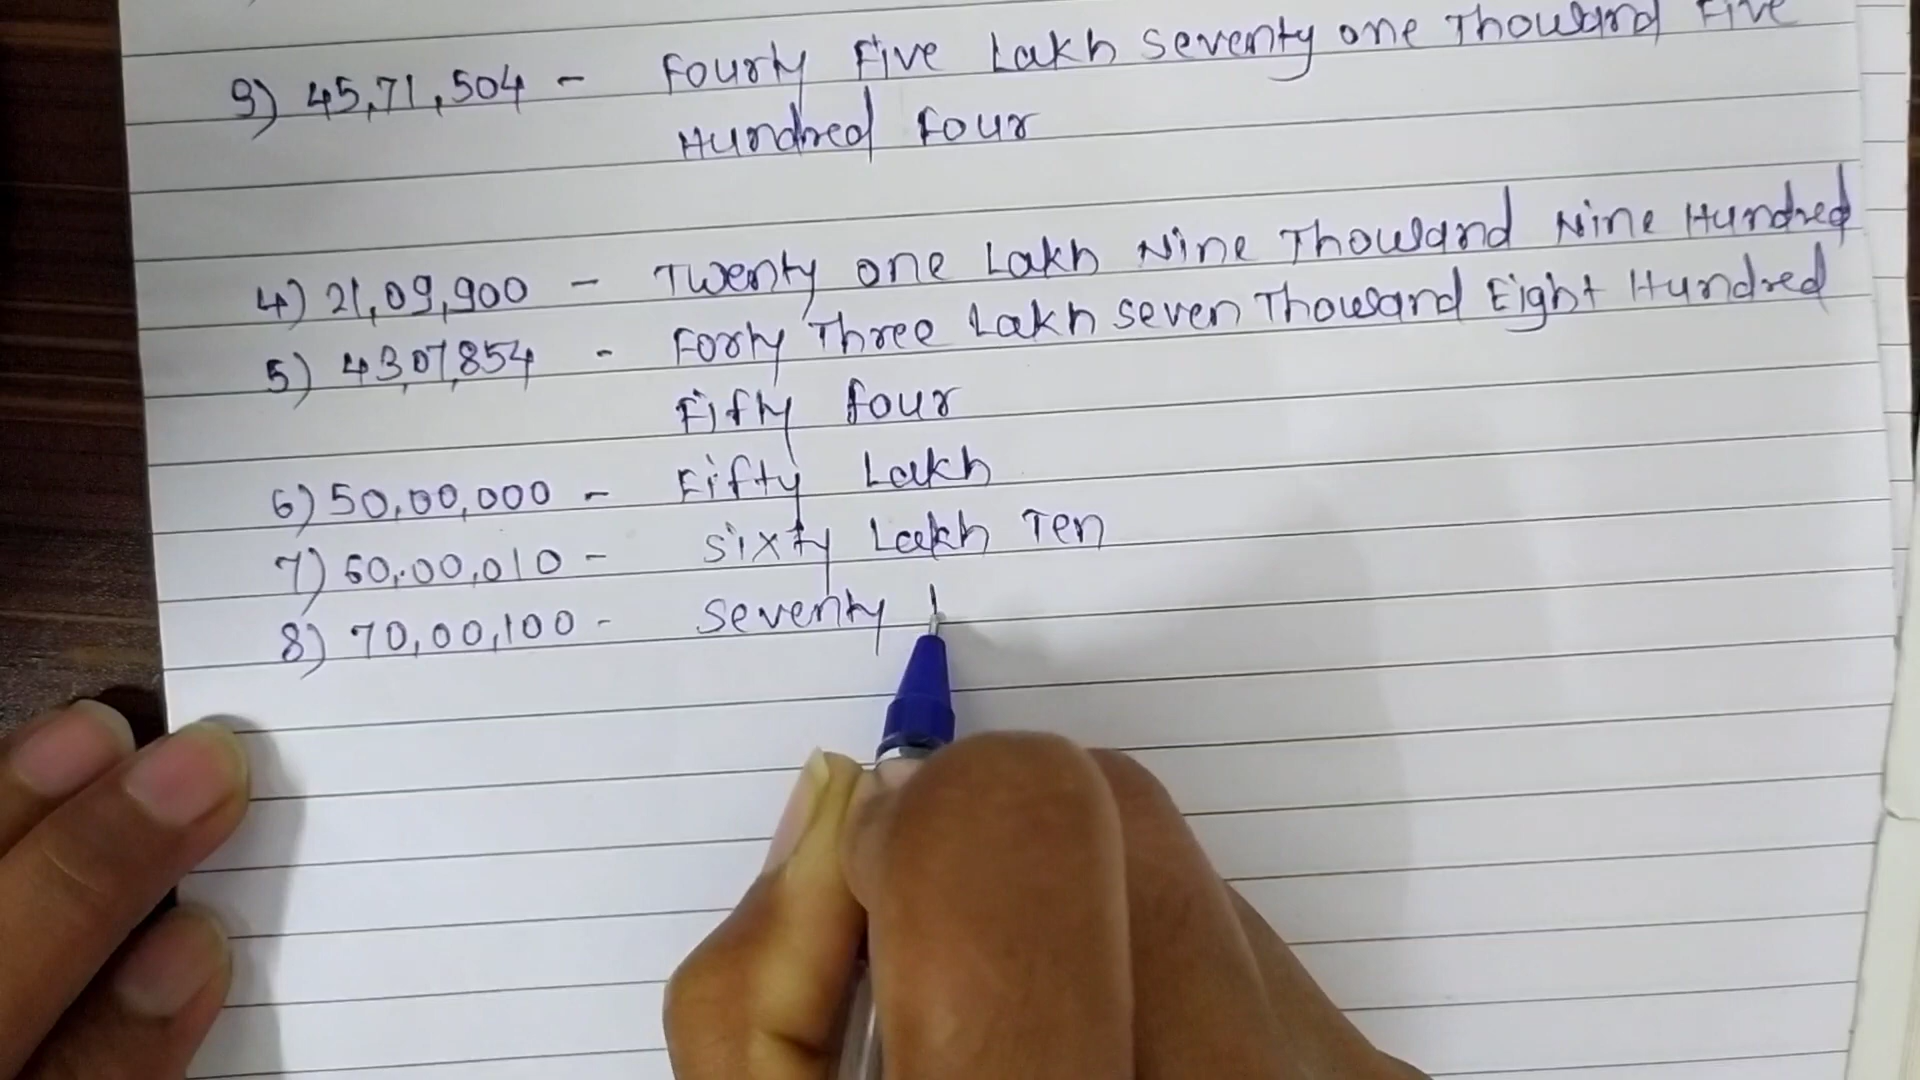 3) 45,71,504 - Fourty Five Lakh Seventy one Thousand Five
Hundred Four
4) 21,09,900 - Twenty one Lakh Nine Thousand Nine Hundred
5) 43,07,854 - Forty Three Lakh seven Thousand Eight Hundred
Fifty four
6) 50,00,000 - Fifty Lakh
7) 60,00,010 - Sixty Lakh Ten
8) 70,00,100 - Seventy